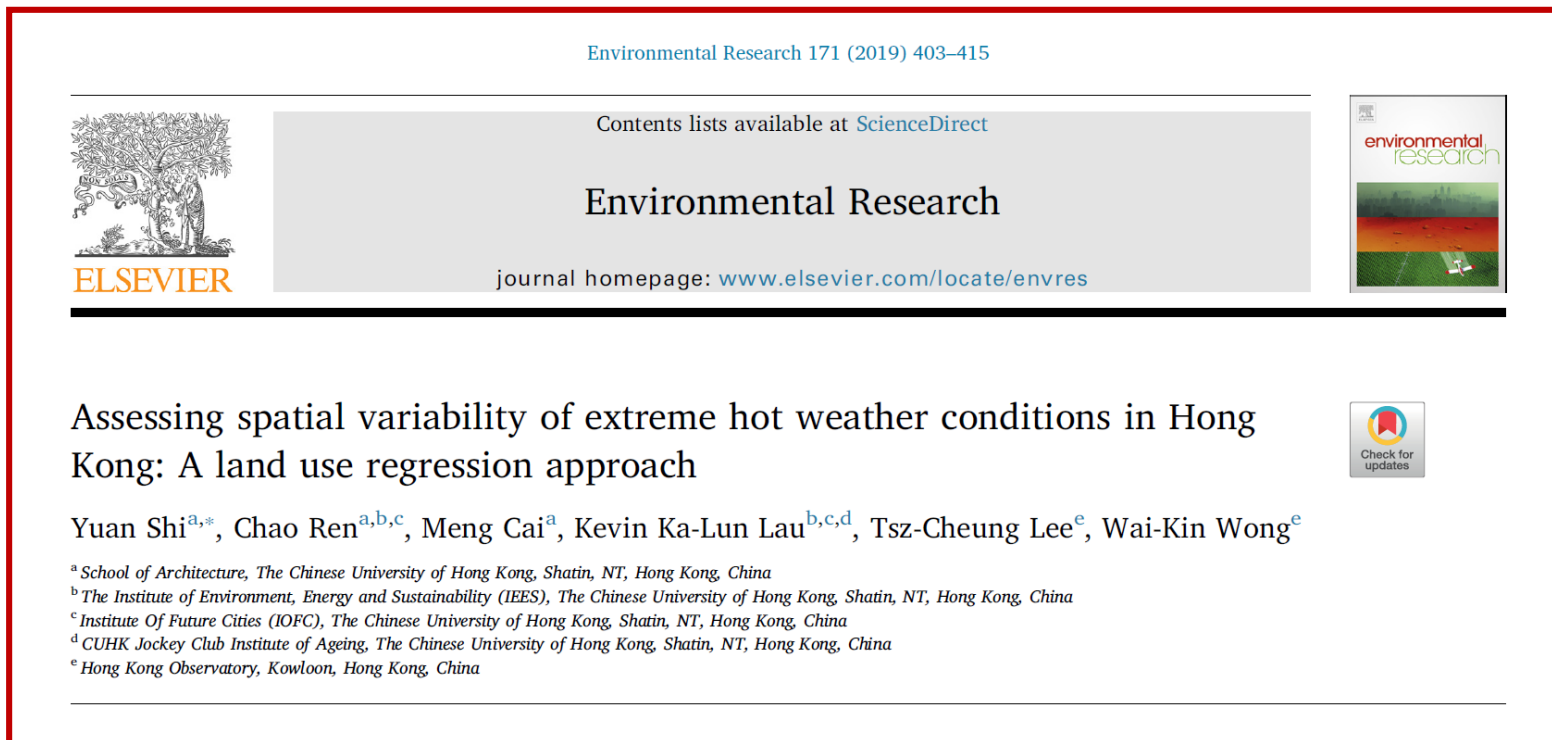 Environmental Research 171 (2019) 403–415
Contents lists available at ScienceDirect
Environmental Research
journal homepage: www.elsevier.com/locate/envres
NON SOLUS
ELSEVIER
environmental
research
Assessing spatial variability of extreme hot weather conditions in Hong
Kong: A land use regression approach
Check for
updates
Yuan Shiᵃ,*, Chao Renᵃ,ᵇ,ᶜ, Meng Caiᵃ, Kevin Ka-Lun Lauᵇ,ᶜ,ᵈ, Tsz-Cheung Leeᵉ, Wai-Kin Wongᵉ
ᵃ School of Architecture, The Chinese University of Hong Kong, Shatin, NT, Hong Kong, China
ᵇ The Institute of Environment, Energy and Sustainability (IEES), The Chinese University of Hong Kong, Shatin, NT, Hong Kong, China
ᶜ Institute Of Future Cities (IOFC), The Chinese University of Hong Kong, Shatin, NT, Hong Kong, China
ᵈ CUHK Jockey Club Institute of Ageing, The Chinese University of Hong Kong, Shatin, NT, Hong Kong, China
ᵉ Hong Kong Observatory, Kowloon, Hong Kong, China